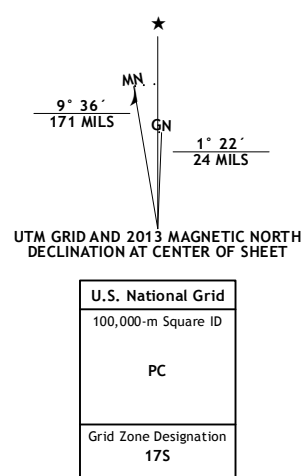 ★
MN
GN
9° 36´
171 MILS
1° 22´
24 MILS
UTM GRID AND 2013 MAGNETIC NORTH
DECLINATION AT CENTER OF SHEET
U.S. National Grid
100,000-m Square ID
PC
Grid Zone Designation
17S